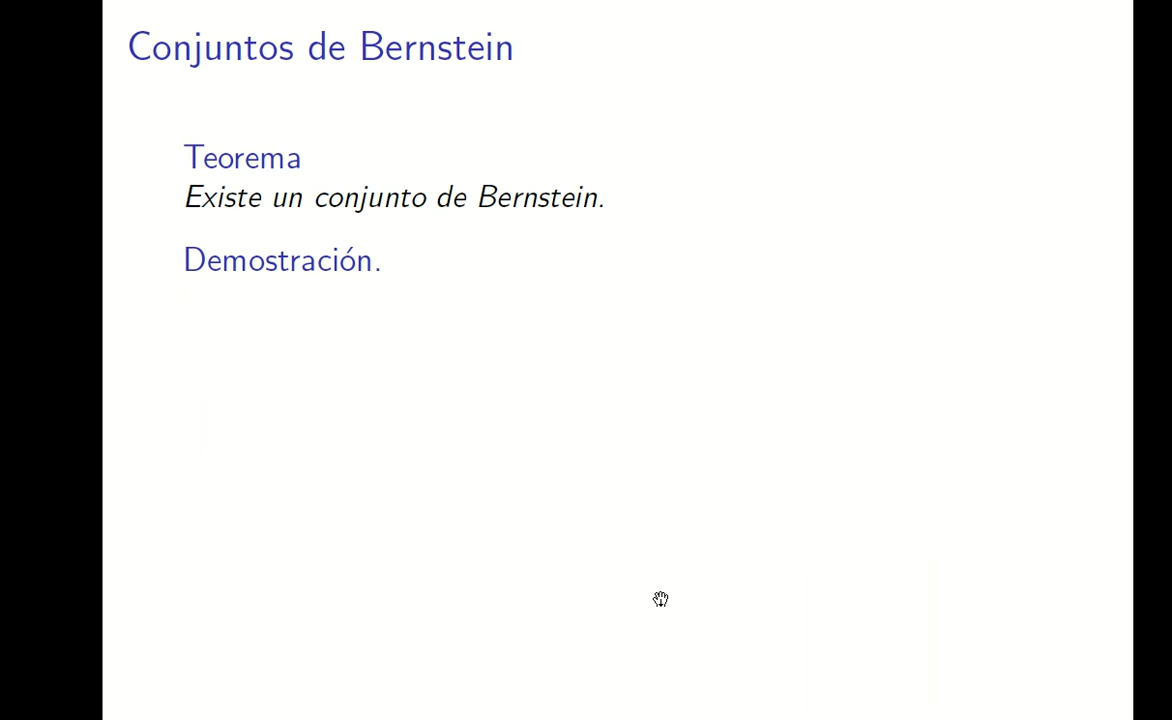 Conjuntos de Bernstein
Teorema
Existe un conjunto de Bernstein.
Demostración.